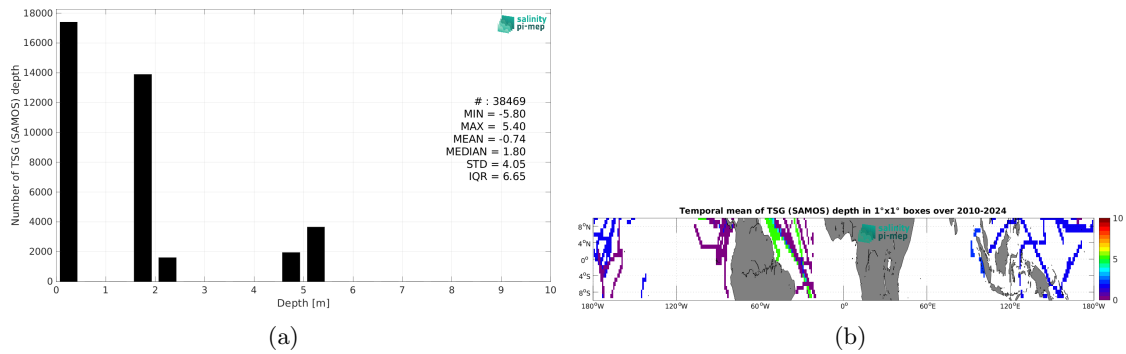 18000
16000
14000
12000
10000
8000
6000
4000
2000
0
Number of TSG (SAMOS) depth
0 1 2 3 4 5 6 7 8 9 10
Depth [m]
salinity
pi-mep
# : 38469
MIN = -5.80
MAX = 5.40
MEAN = -0.74
MEDIAN = 1.80
STD = 4.05
IQR = 6.65
(a)
Temporal mean of TSG (SAMOS) depth in 1°x1° boxes over 2010-2024
8°N
4°N
0°
4°S
8°S
180°W 120°W 60°W 0° 60°E 120°E 180°W
salinity
pi-mep
10
5
0
(b)